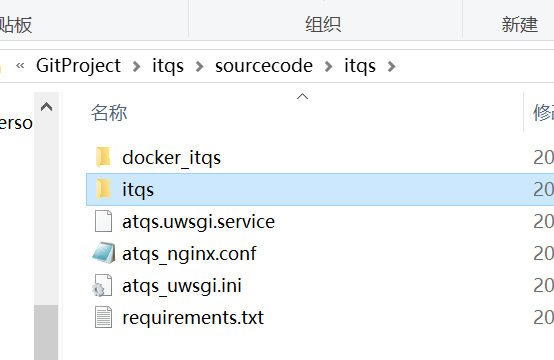 贴板
组织
新建
« GitProject > itqs > sourcecode > itqs >
erso
名称
修
docker_itqs 20
itqs 20
atqs.uwsgi.service 20
atqs_nginx.conf 20
atqs_uwsgi.ini 20
requirements.txt 20